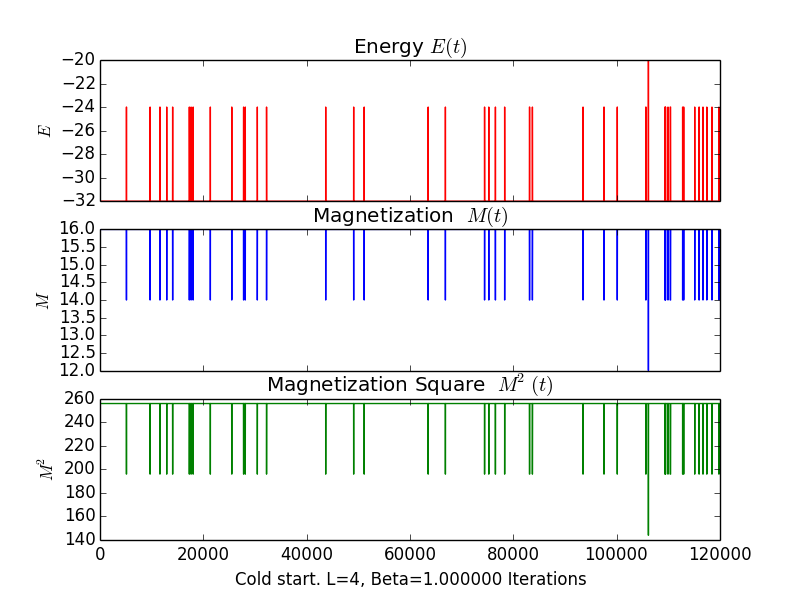 Energy E(t)
−20
−22
−24
−26
−28
−30
−32
E
Magnetization M(t)
16.0
15.5
15.0
14.5
14.0
13.5
13.0
12.5
12.0
M
Magnetization Square M² (t)
260
240
220
200
180
160
140
M²
0 20000 40000 60000 80000 100000 120000
Cold start. L=4, Beta=1.000000 Iterations